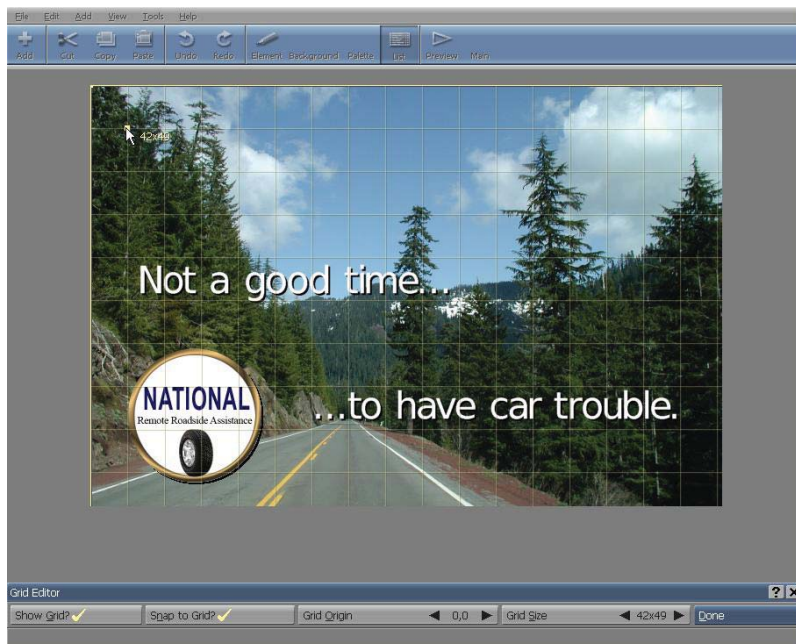 File Edit Add View Tools Help
Add Cut Copy Paste Undo Redo Element Background Palette List Preview Main
42x49
Not a good time...
NATIONAL
...to have car trouble.
Remote Roadside Assistance
Grid Editor ? X
Show Grid? Snap to Grid? Grid Origin 0,0 Grid Size 42x49 Done